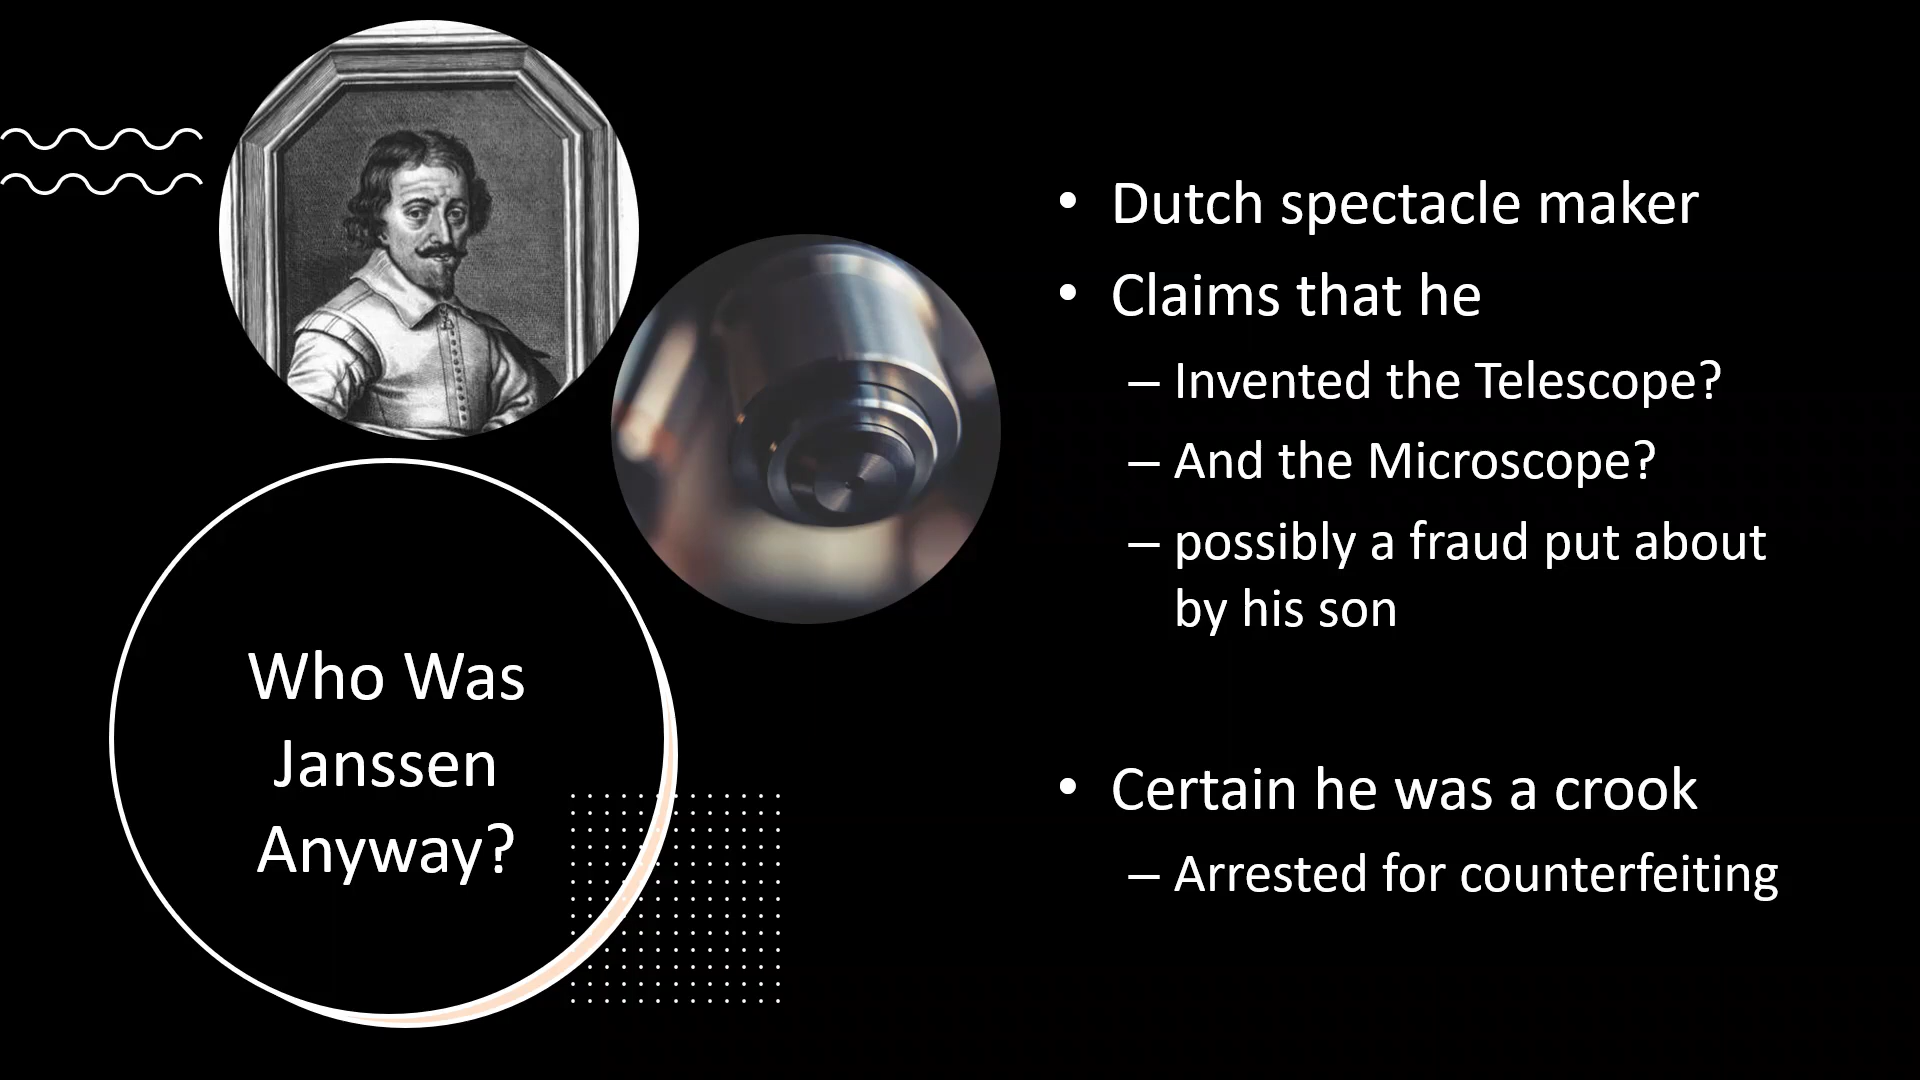 Who Was
Janssen
Anyway?
• Dutch spectacle maker
• Claims that he
– Invented the Telescope?
– And the Microscope?
– possibly a fraud put about
by his son
• Certain he was a crook
– Arrested for counterfeiting